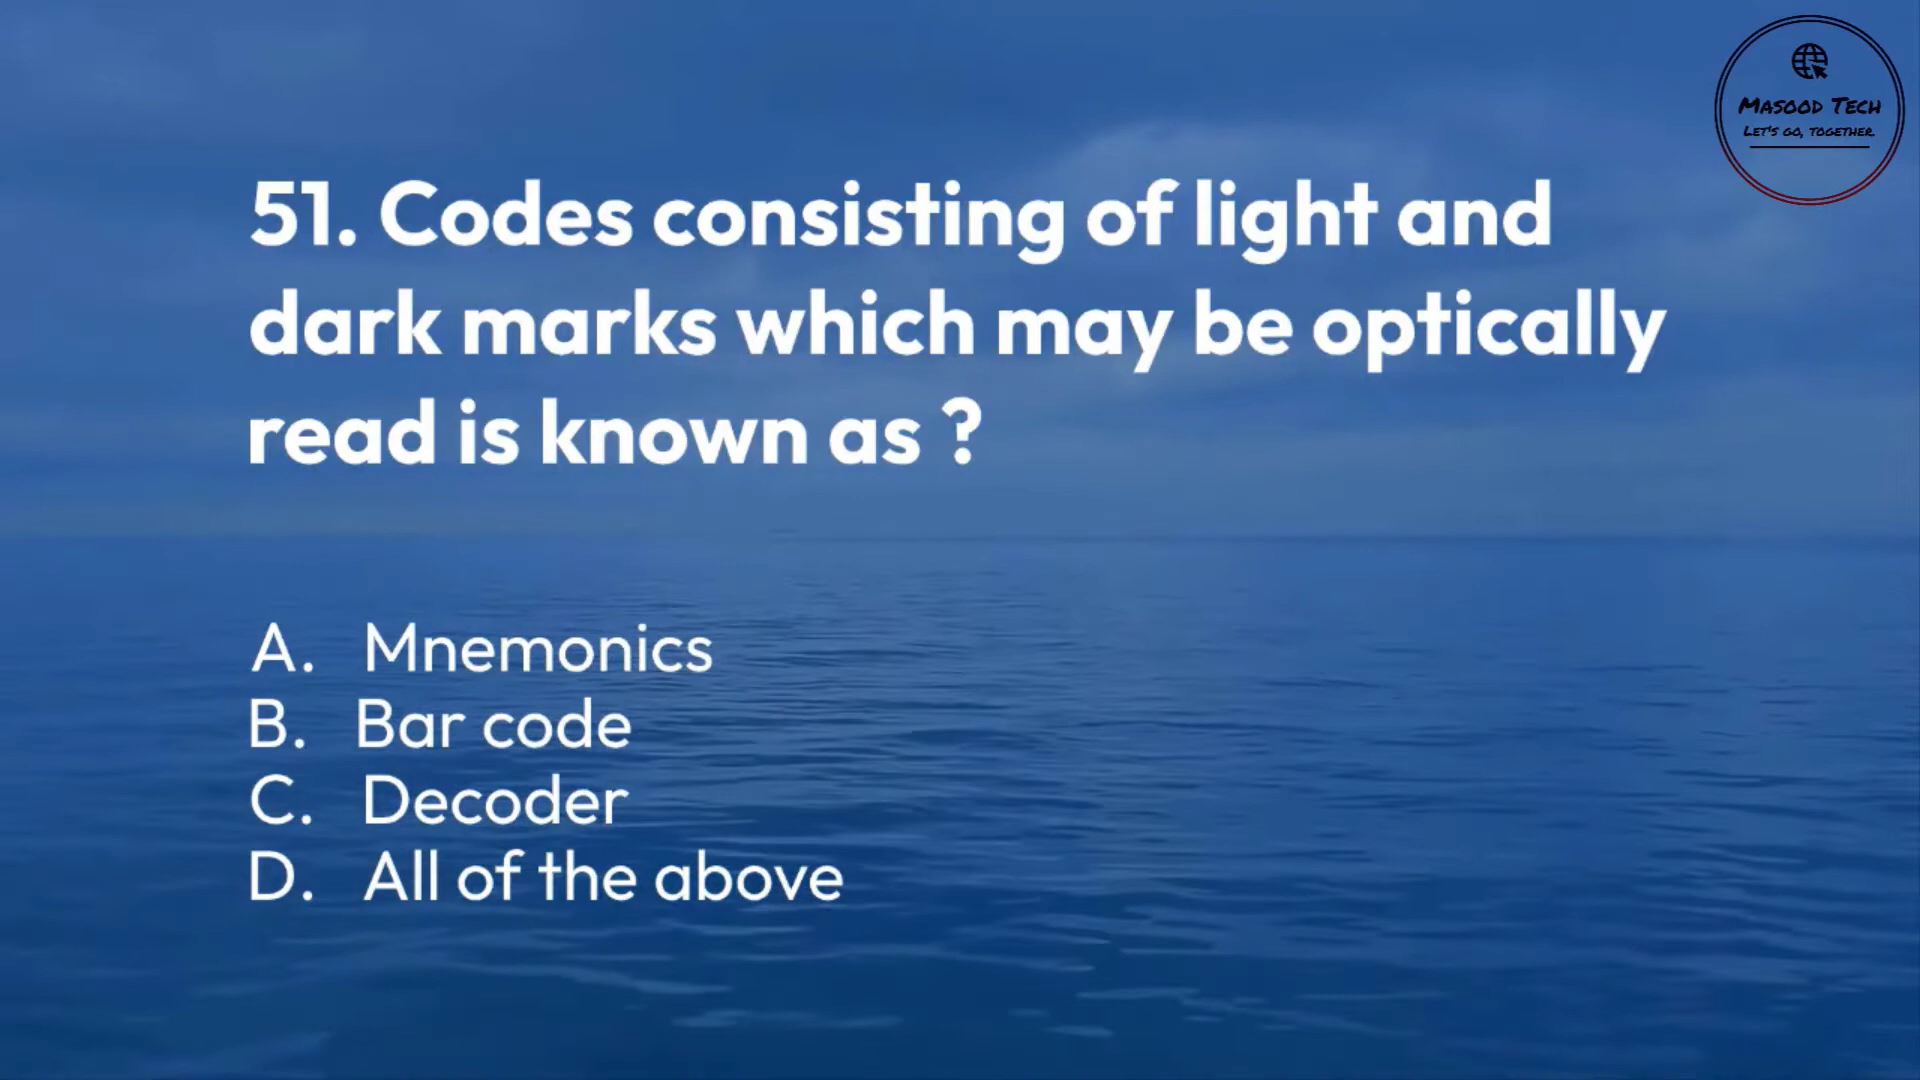 MASOOD TECH
LET'S GO, TOGETHER.
51. Codes consisting of light and
dark marks which may be optically
read is known as ?
A. Mnemonics
B. Bar code
C. Decoder
D. All of the above